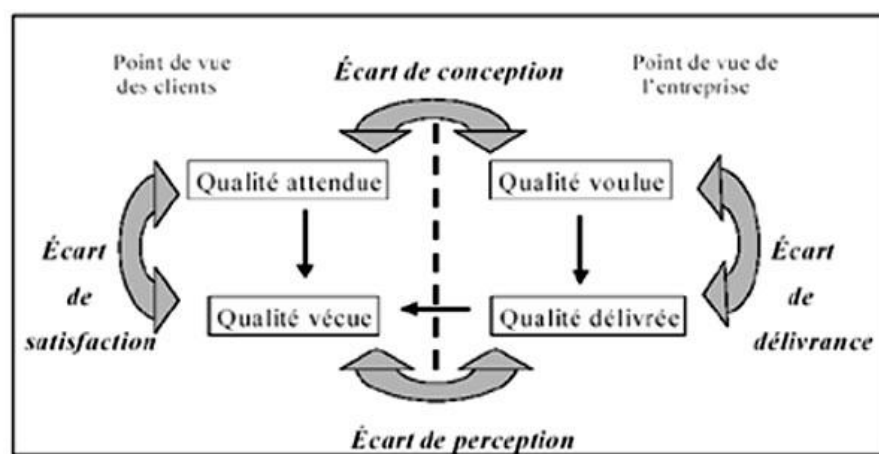 Point de vue
des clients
Écart de conception
Point de vue de
l'entreprise
Qualité attendue
Qualité voulue
Écart
de
satisfaction
Écart
de
délivrance
Qualité vécue
Qualité délivrée
Écart de perception